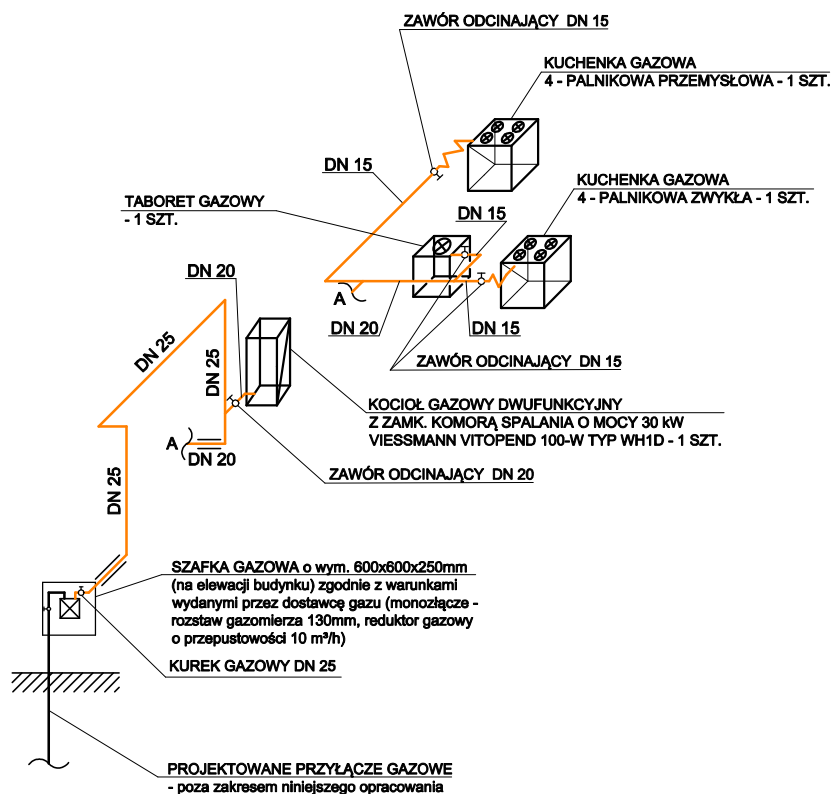 ZAWÓR ODCINAJĄCY DN 15
KUCHENKA GAZOWA
4 - PALNIKOWA PRZEMYSŁOWA - 1 SZT.
DN 15
KUCHENKA GAZOWA
4 - PALNIKOWA ZWYKŁA - 1 SZT.
TABORET GAZOWY
- 1 SZT.
DN 15
DN 20
A
DN 20
DN 15
DN 25
DN 25
ZAWÓR ODCINAJĄCY DN 15
KOCIOŁ GAZOWY DWUFUNKCYJNY
Z ZAMK. KOMORĄ SPALANIA O MOCY 30 kW
VIESSMANN VITOPEND 100-W TYP WH1D - 1 SZT.
A
DN 20
ZAWÓR ODCINAJĄCY DN 20
DN 25
SZAFKA GAZOWA o wym. 600x600x250mm
(na elewacji budynku) zgodnie z warunkami
wydanymi przez dostawcę gazu (monozłącze -
rozstaw gazomierza 130mm, reduktor gazowy
o przepustowości 10 m³/h)
KUREK GAZOWY DN 25
PROJEKTOWANE PRZYŁĄCZE GAZOWE
- poza zakresem niniejszego opracowania